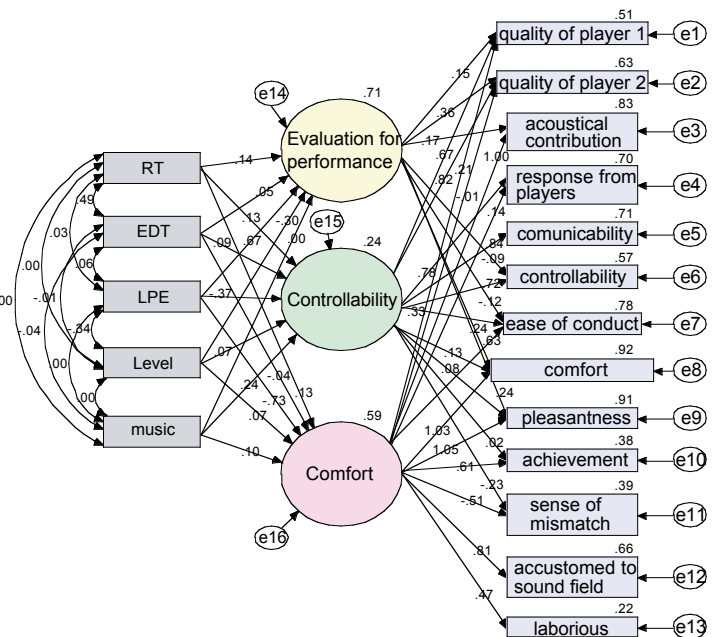 .51
quality of player 1
e1
.63
quality of player 2
e2
.83
acoustical
contribution
e3
.70
response from
players
e4
.71
comunicability
e5
.57
controllability
e6
.78
ease of conduct
e7
.92
comfort
e8
.91
pleasantness
e9
.38
achievement
e10
.39
sense of
mismatch
e11
.66
accustomed to
sound field
e12
.22
laborious
e13
e14
.71
Evaluation for
performance
e15
.24
Controllability
.59
Comfort
e16
RT
EDT
LPE
Level
music
.49
.03
.06
.00
-.01
-.34
-.04
.00
.00
.14
.05
.13
-.30
.09
.07
.00
-.37
.07
.24
-.04
.13
-.73
.07
.10
.15
.36
.17
.67
1.00
.82
.21
-.01
.14
.84
-.09
.78
.72
-.12
.33
.24
.63
.13
.08
.24
1.03
1.05
.02
.61
-.23
-.51
.81
.47